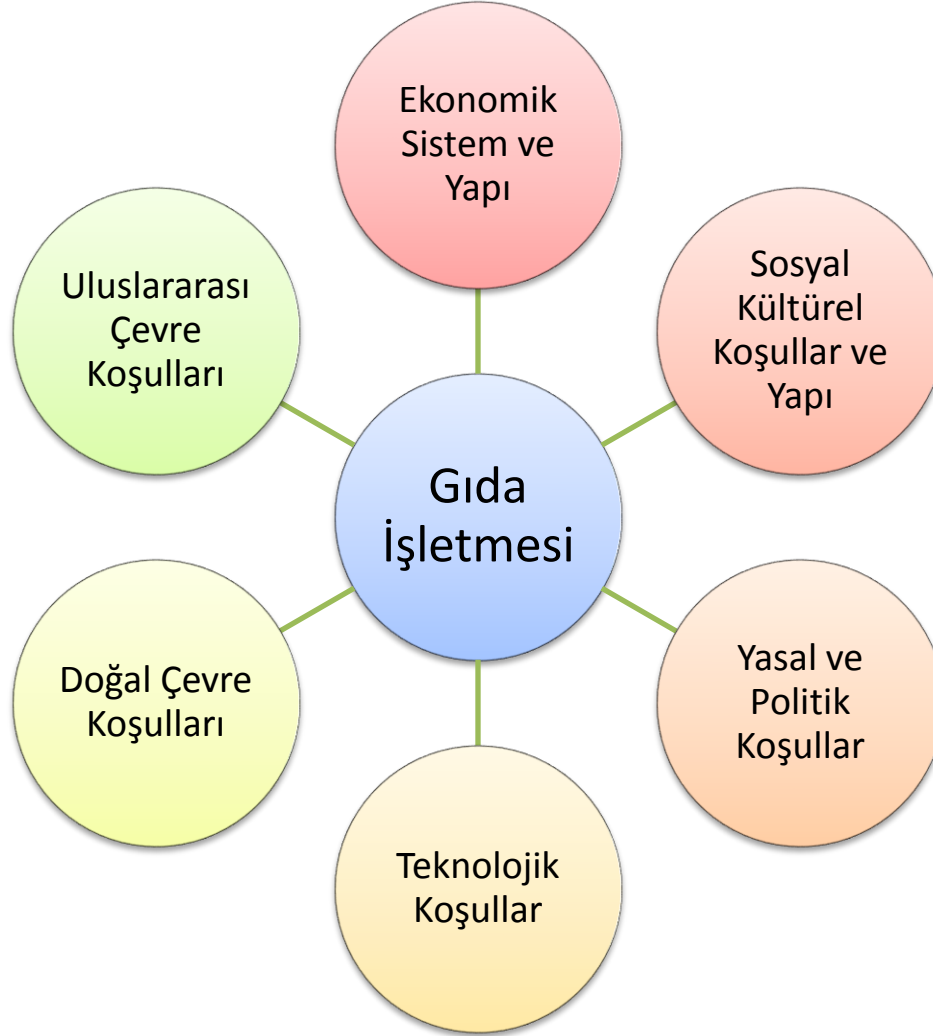 Ekonomik
Sistem ve
Yapı
Sosyal
Kültürel
Koşullar ve
Yapı
Uluslararası
Çevre
Koşulları
Gıda
İşletmesi
Doğal Çevre
Koşulları
Yasal ve
Politik
Koşullar
Teknolojik
Koşullar